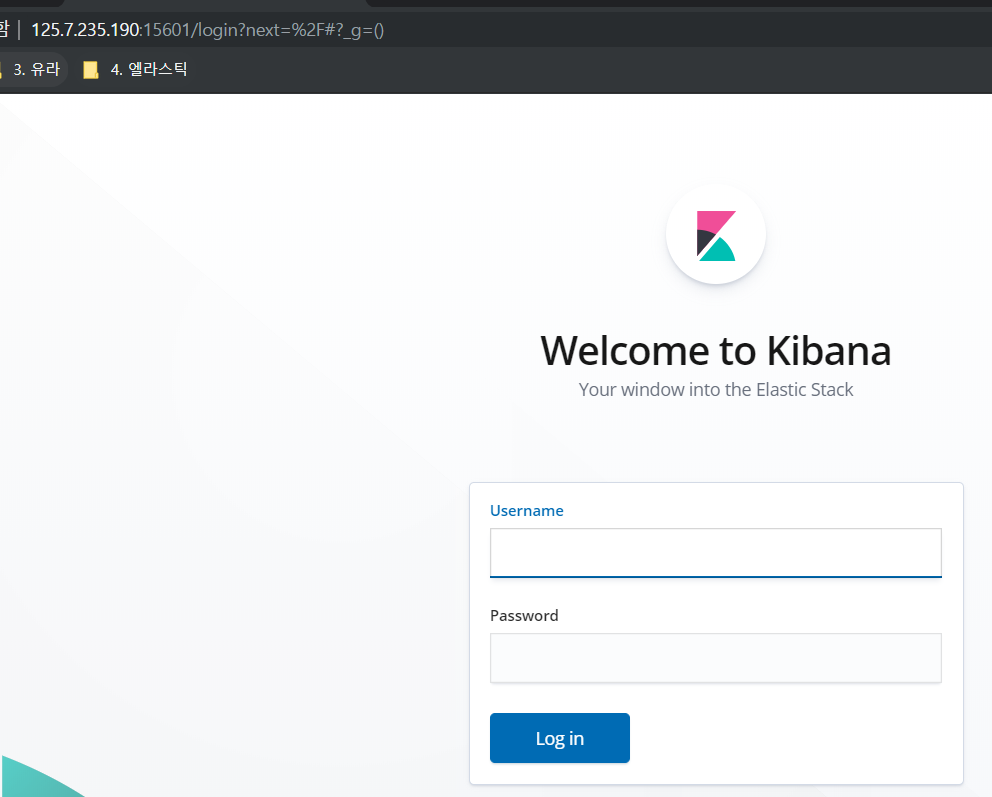 함 | 125.7.235.190:15601/login?next=%2F#?_g=()
3. 유라 4. 엘라스틱
Welcome to Kibana
Your window into the Elastic Stack
Username
Password
Log in